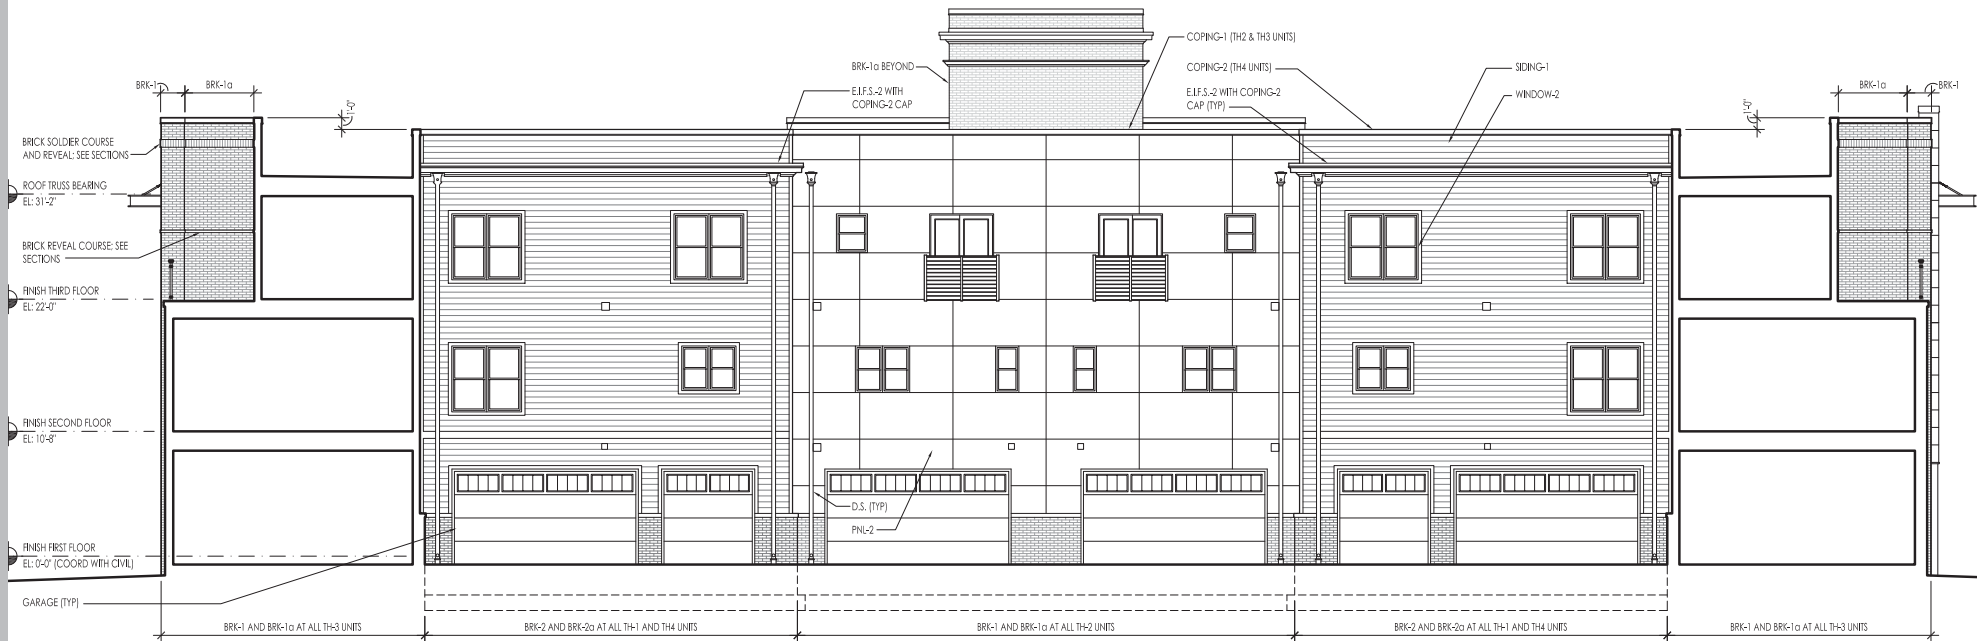 COPING-1 (TH2 & TH3 UNITS)
BRK-1a BEYOND
COPING-2 (TH4 UNITS)
SIDING-1
BRK-1
BRK-1a
E.I.F.S.-2 WITH
COPING-2 CAP
E.I.F.S.-2 WITH COPING-2
CAP (TYP)
WINDOW-2
BRK-1a
BRK-1
1'-0"
1'-0"
BRICK SOLDIER COURSE
AND REVEAL; SEE SECTIONS
ROOF TRUSS BEARING
EL: 31'-2"
BRICK REVEAL COURSE; SEE
SECTIONS
FINISH THIRD FLOOR
EL: 22'-0"
FINISH SECOND FLOOR
EL: 10'-8"
D.S. (TYP)
PNL-2
FINISH FIRST FLOOR
EL: 0'-0" (COORD WITH CIVIL)
GARAGE (TYP)
BRK-1 AND BRK-1a AT ALL TH-3 UNITS
BRK-2 AND BRK-2a AT ALL TH-1 AND TH4 UNITS
BRK-1 AND BRK-1a AT ALL TH-2 UNITS
BRK-2 AND BRK-2a AT ALL TH-1 AND TH4 UNITS
BRK-1 AND BRK-1a AT ALL TH-3 UNITS